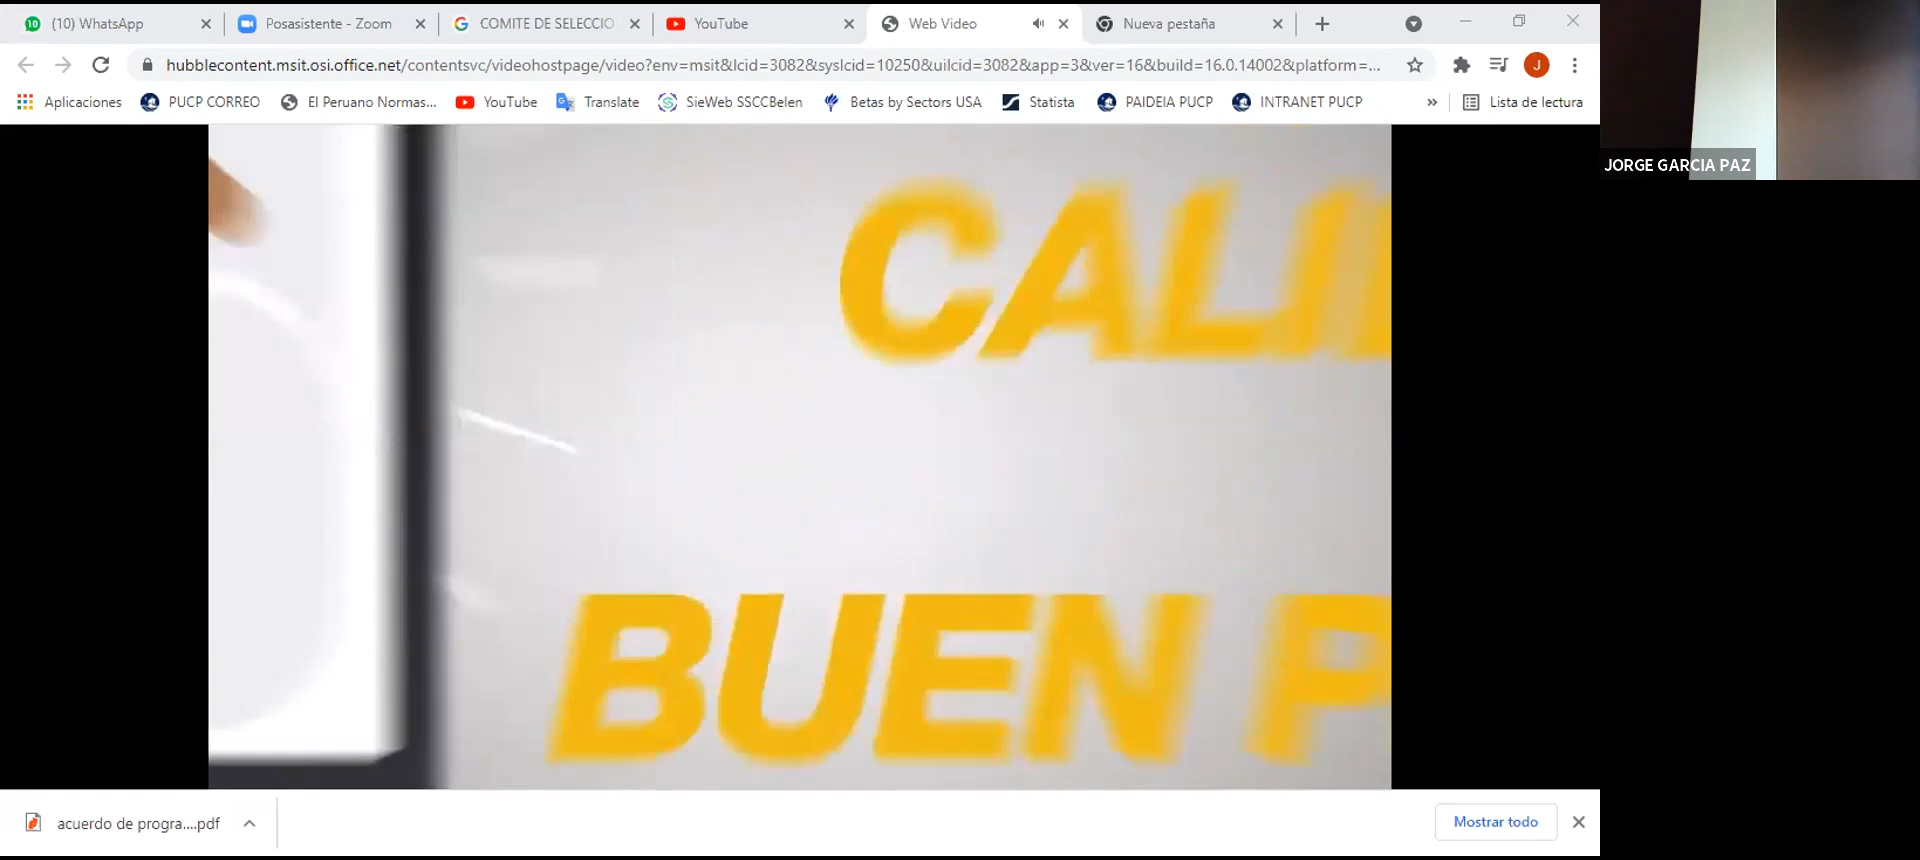 (10) WhatsApp
Posasistente - Zoom
COMITE DE SELECCIO
YouTube
Web Video
Nueva pestaña
hubblecontent.msit.osi.office.net/contentsvc/videohostpage/video?env=msit&lcid=3082&syslcid=10250&uilcid=3082&app=3&ver=16&build=16.0.14002&platform=...
J
Aplicaciones
PUCP CORREO
El Peruano Normas...
YouTube
Translate
SieWeb SSCCBelen
Betas by Sectors USA
Statista
PAIDEIA PUCP
INTRANET PUCP
»
Lista de lectura
JORGE GARCIA PAZ
CALI
BUEN P
acuerdo de progra....pdf
Mostrar todo